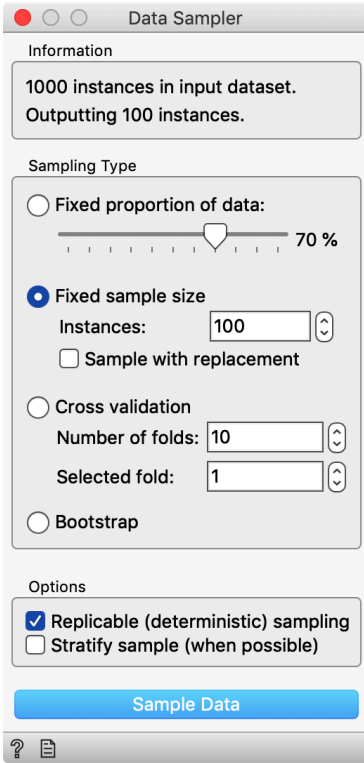 Data Sampler
Information
1000 instances in input dataset.
Outputting 100 instances.
Sampling Type
Fixed proportion of data:
70 %
Fixed sample size
Instances: 100
Sample with replacement
Cross validation
Number of folds: 10
Selected fold: 1
Bootstrap
Options
Replicable (deterministic) sampling
Stratify sample (when possible)
Sample Data
?